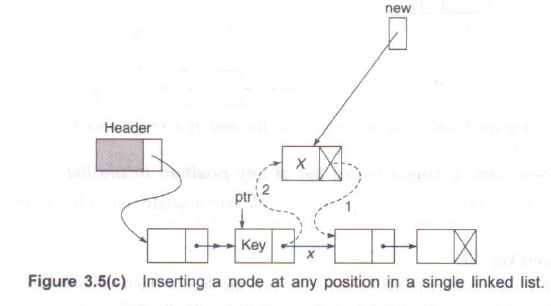 new
Header
X
2
1
ptr
Key
x
Figure 3.5(c) Inserting a node at any position in a single linked list.